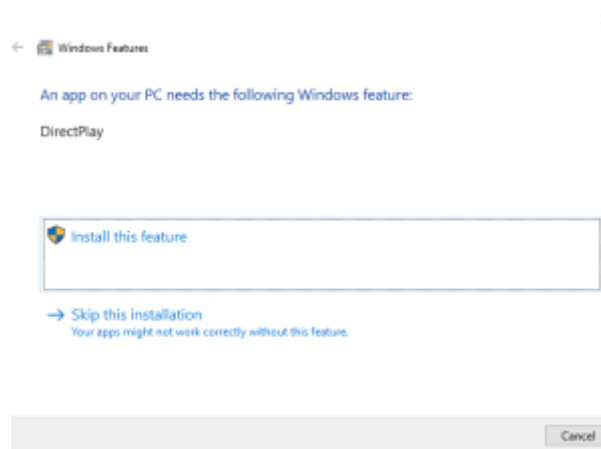 Windows Features
An app on your PC needs the following Windows feature:
DirectPlay
Install this feature
Skip this installation
Your apps might not work correctly without this feature.
Cancel